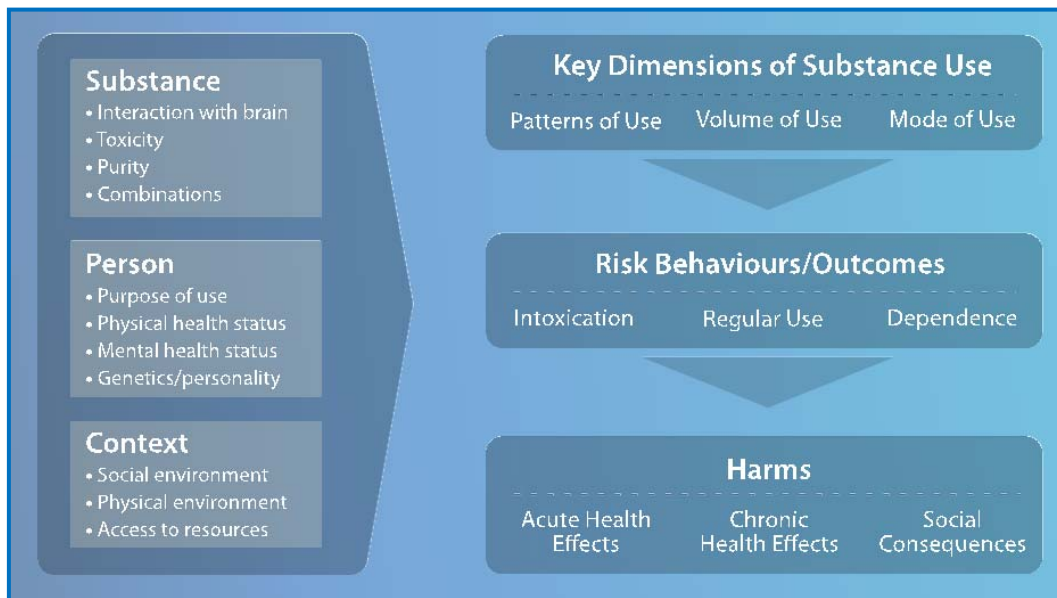 Substance
• Interaction with brain
• Toxicity
• Purity
• Combinations
Person
• Purpose of use
• Physical health status
• Mental health status
• Genetics/personality
Context
• Social environment
• Physical environment
• Access to resources
Key Dimensions of Substance Use
Patterns of Use Volume of Use Mode of Use
Risk Behaviours/Outcomes
Intoxication Regular Use Dependence
Harms
Acute Health Chronic Social
Effects Health Effects Consequences